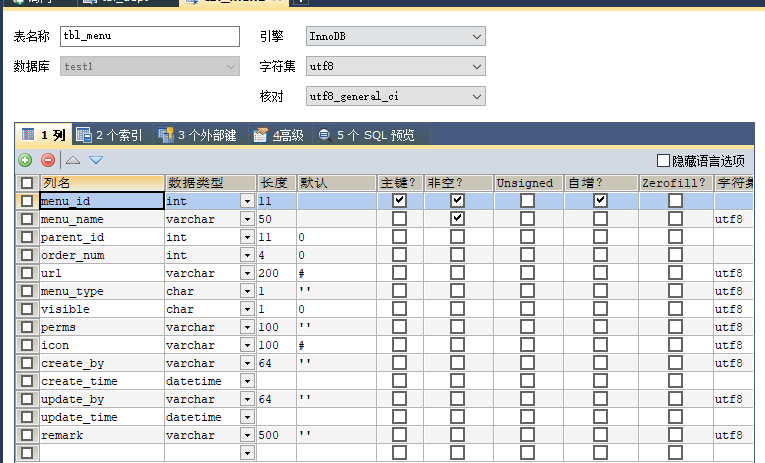 表名称 tbl_menu 引擎 InnoDB
数据库 test1 字符集 utf8
核对 utf8_general_ci
1 列 2 个索引 3 个外部键 4高级 5 个 SQL 预览
隐藏语言选项
列名 数据类型 长度 默认 主键? 非空? Unsigned 自增? Zerofill? 字符集
menu_id int 11
menu_name varchar 50 utf8
parent_id int 11 0
order_num int 4 0
url varchar 200 # utf8
menu_type char 1 '' utf8
visible char 1 0 utf8
perms varchar 100 '' utf8
icon varchar 100 # utf8
create_by varchar 64 '' utf8
create_time datetime
update_by varchar 64 '' utf8
update_time datetime
remark varchar 500 '' utf8